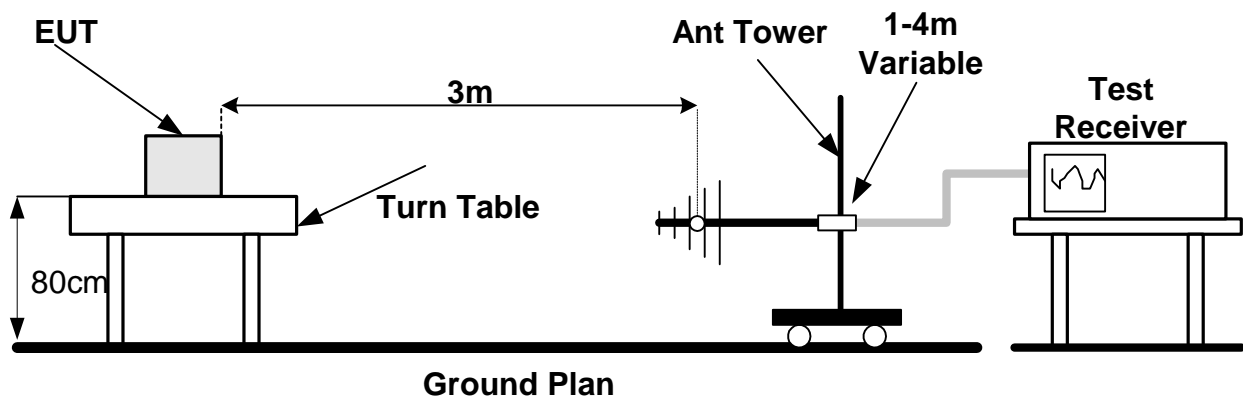 EUT
Ant Tower
1-4m
Variable
3m
Test
Receiver
Turn Table
80cm
Ground Plan